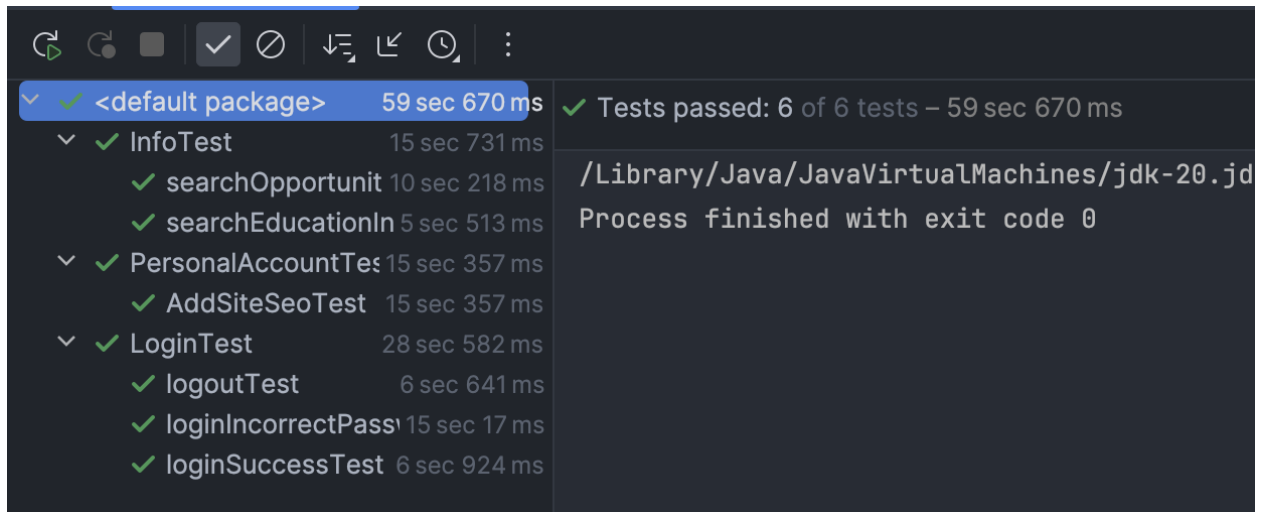 <default package> 59 sec 670 ms
InfoTest 15 sec 731 ms
searchOpportunit 10 sec 218 ms
searchEducationIn 5 sec 513 ms
PersonalAccountTes 15 sec 357 ms
AddSiteSeoTest 15 sec 357 ms
LoginTest 28 sec 582 ms
logoutTest 6 sec 641 ms
loginIncorrectPass 15 sec 17 ms
loginSuccessTest 6 sec 924 ms
Tests passed: 6 of 6 tests – 59 sec 670 ms
/Library/Java/JavaVirtualMachines/jdk-20.jd
Process finished with exit code 0